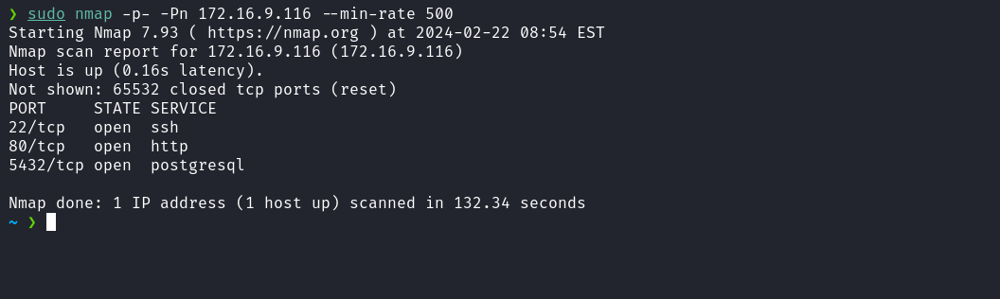 ❯ sudo nmap -p- -Pn 172.16.9.116 --min-rate 500
Starting Nmap 7.93 ( https://nmap.org ) at 2024-02-22 08:54 EST
Nmap scan report for 172.16.9.116 (172.16.9.116)
Host is up (0.16s latency).
Not shown: 65532 closed tcp ports (reset)
PORT     STATE SERVICE
22/tcp   open  ssh
80/tcp   open  http
5432/tcp open  postgresql
Nmap done: 1 IP address (1 host up) scanned in 132.34 seconds
~ ❯